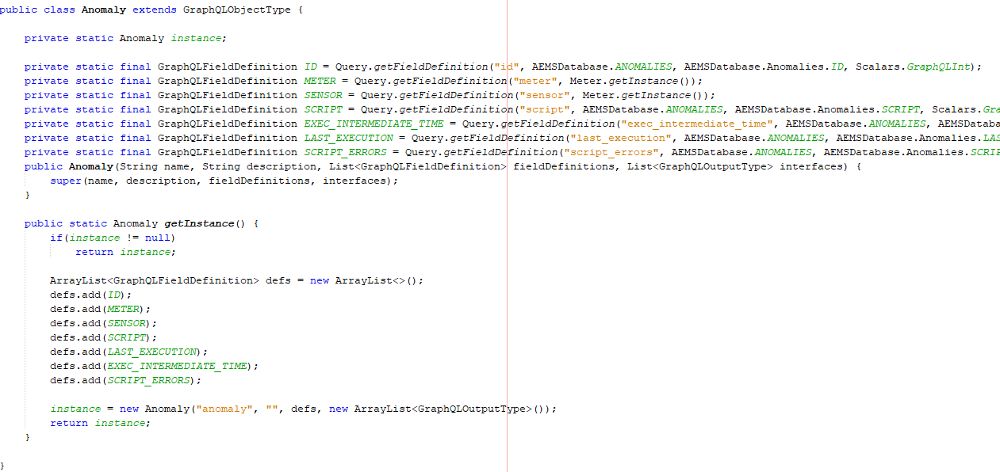 public class Anomaly extends GraphQLObjectType {
private static Anomaly instance;
private static final GraphQLFieldDefinition ID = Query.getFieldDefinition("id", AEMSDatabase.ANOMALIES, AEMSDatabase.Anomalies.ID, Scalars.GraphQLInt);
private static final GraphQLFieldDefinition METER = Query.getFieldDefinition("meter", Meter.getInstance());
private static final GraphQLFieldDefinition SENSOR = Query.getFieldDefinition("sensor", Meter.getInstance());
private static final GraphQLFieldDefinition SCRIPT = Query.getFieldDefinition("script", AEMSDatabase.ANOMALIES, AEMSDatabase.Anomalies.SCRIPT, Scalars.Gra
private static final GraphQLFieldDefinition EXEC_INTERMEDIATE_TIME = Query.getFieldDefinition("exec_intermediate_time", AEMSDatabase.ANOMALIES, AEMSDataba
private static final GraphQLFieldDefinition LAST_EXECUTION = Query.getFieldDefinition("last_execution", AEMSDatabase.ANOMALIES, AEMSDatabase.Anomalies.LAS
private static final GraphQLFieldDefinition SCRIPT_ERRORS = Query.getFieldDefinition("script_errors", AEMSDatabase.ANOMALIES, AEMSDatabase.Anomalies.SCRIP
public Anomaly(String name, String description, List<GraphQLFieldDefinition> fieldDefinitions, List<GraphQLOutputType> interfaces) {
super(name, description, fieldDefinitions, interfaces);
}
public static Anomaly getInstance() {
if(instance != null)
return instance;
ArrayList<GraphQLFieldDefinition> defs = new ArrayList<>();
defs.add(ID);
defs.add(METER);
defs.add(SENSOR);
defs.add(SCRIPT);
defs.add(LAST_EXECUTION);
defs.add(EXEC_INTERMEDIATE_TIME);
defs.add(SCRIPT_ERRORS);
instance = new Anomaly("anomaly", "", defs, new ArrayList<GraphQLOutputType>());
return instance;
}
}